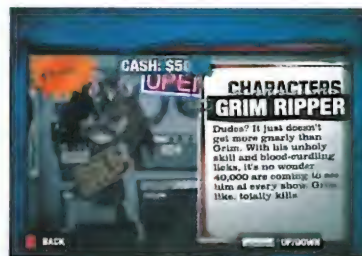 CASH: $50
OPEN
CHARACTERS
GRIM RIPPER
Dudes? It just doesn't
get more gnarly than
Grim. With his unholy
skill and blood-curdling
licks, it's no wonder
40,000 are coming to see
him at every show. Grim
like, totally kills
BACK
UP/DOWN